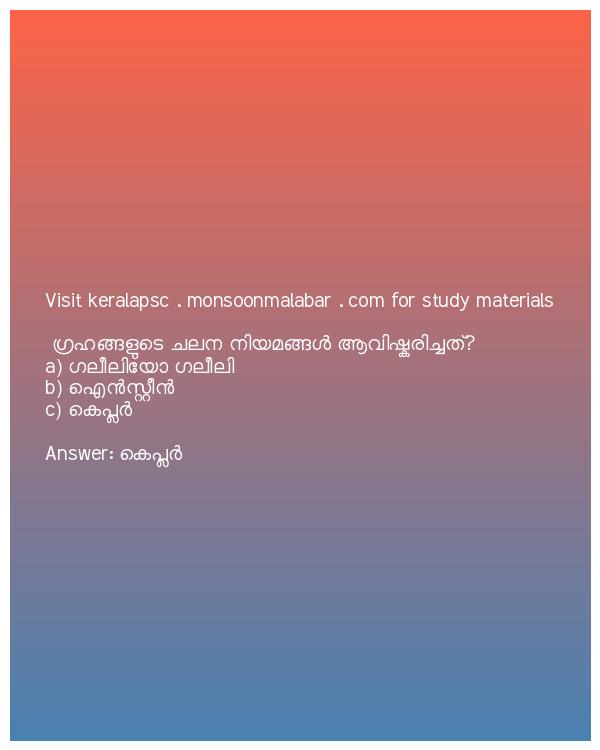 Visit keralapsc . monsoonmalabar . com for study materials
ഗ്രഹങ്ങളുടെ ചലന നിയമങ്ങൾ ആവിഷ്കരിച്ചത്?
a) ഗലീലിയോ ഗലീലി
b) ഐൻസ്റ്റീൻ
c) കെപ്ലർ
Answer: കെപ്ലർ